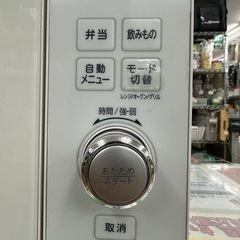 弁当
飲みもの
自動
メニュー
モード
切替
レンジ/オーブン/グリル
時間/強・弱
あたため
スタート
取消